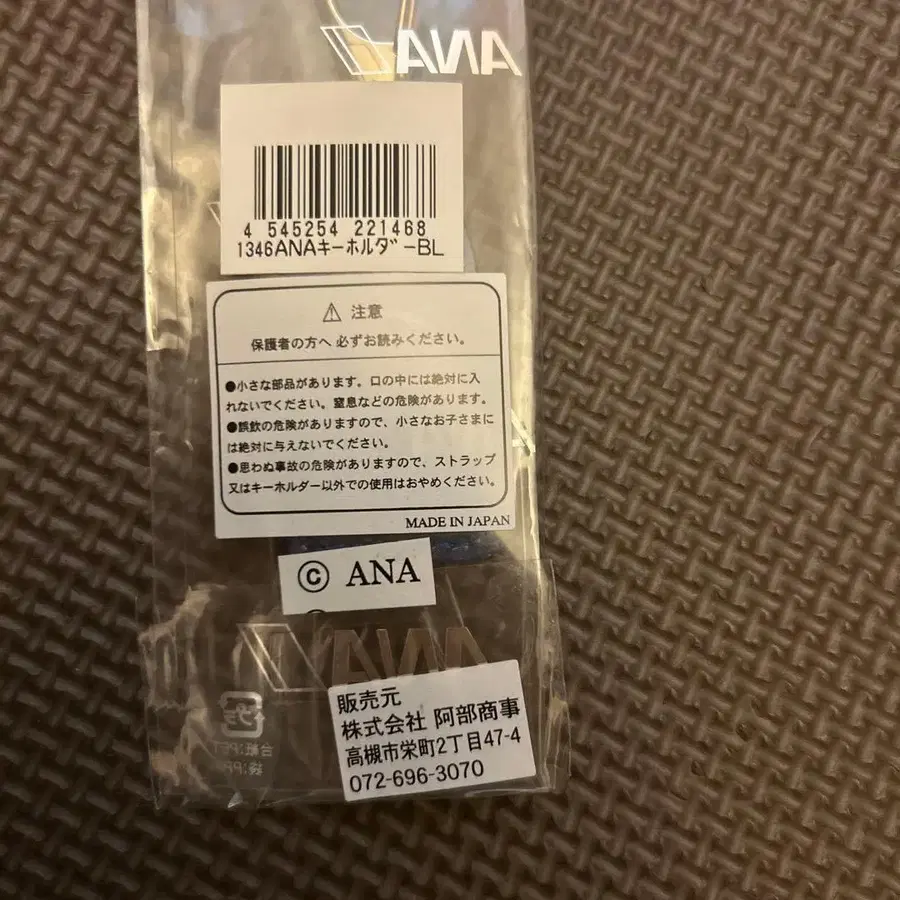 ANA
4 545254 221468
1346ANAキーホルダーBL
⚠ 注意
保護者の方へ 必ずお読みください。
●小さな部品があります。口の中には絶対に入
れないでください。窒息などの危険があります。
●誤飲の危険がありますので、小さなお子さまに
は絶対に与えないでください。
●思わぬ事故の危険がありますので、ストラップ
又はキーホルダー以外での使用はおやめください。
MADE IN JAPAN
© ANA
ANA
プラ
販売元
株式会社 阿部商事
高槻市栄町2丁目47-4
072-696-3070